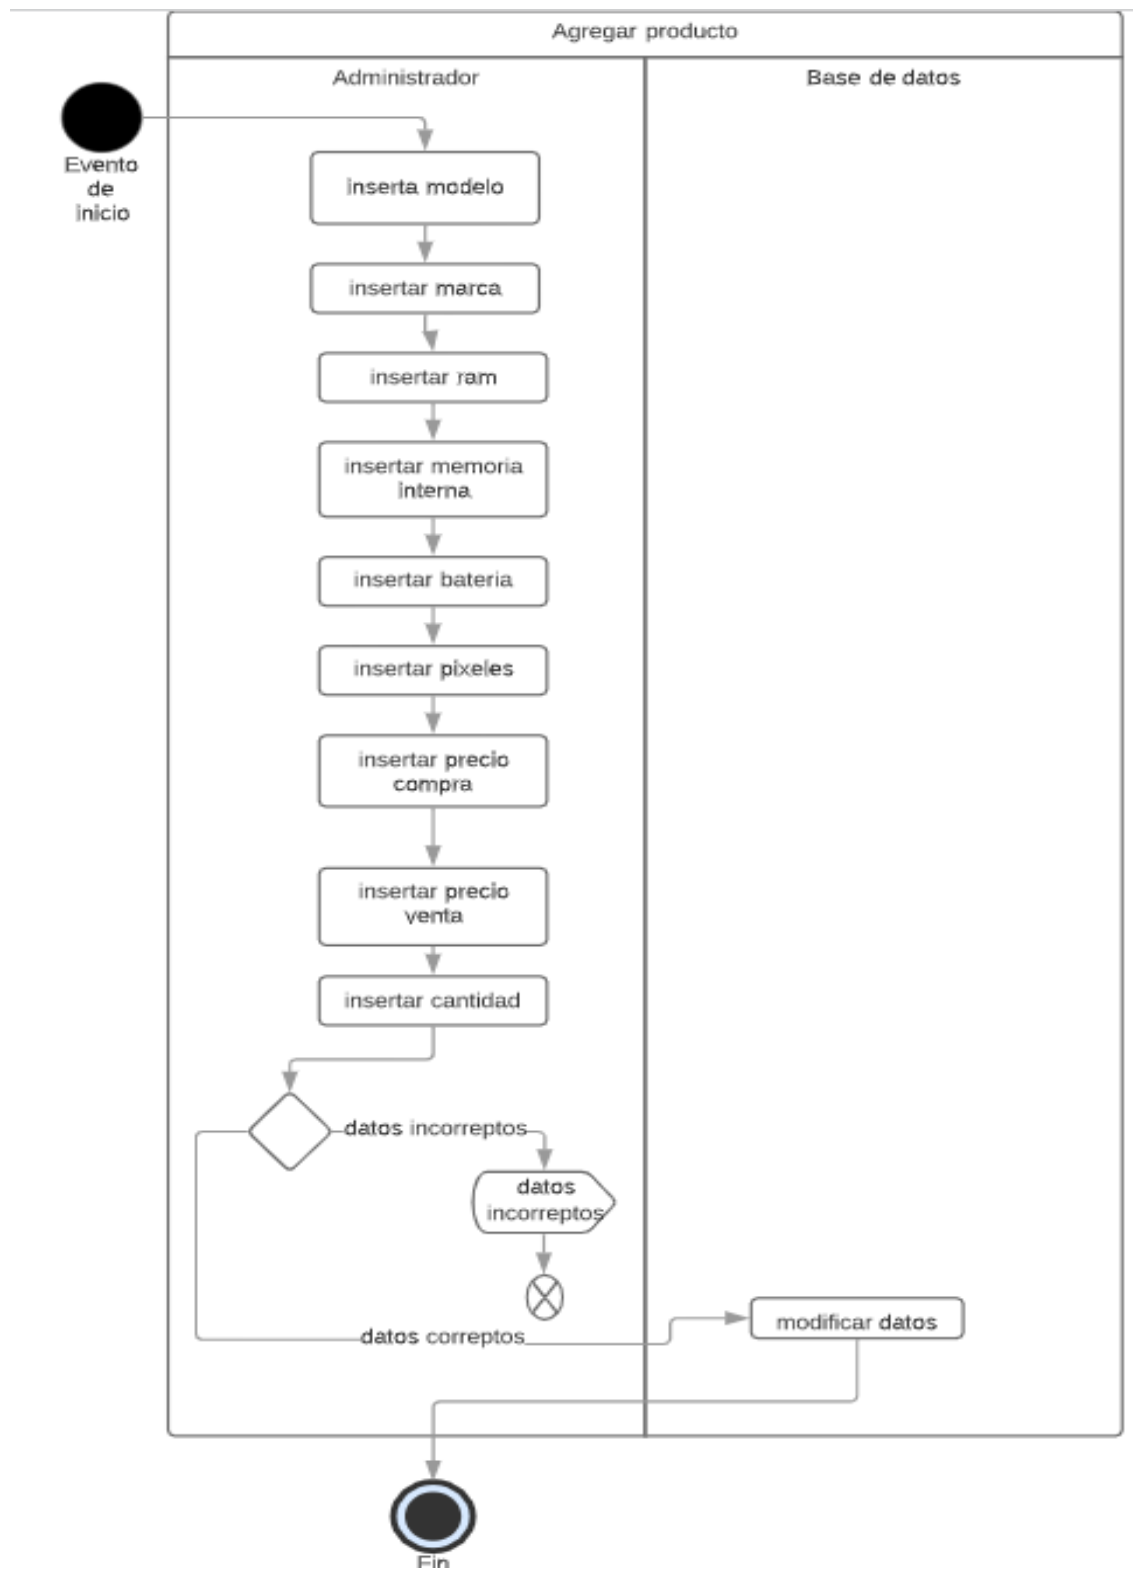 Agregar producto
Administrador
Base de datos
Evento
de
inicio
inserta modelo
insertar marca
insertar ram
insertar memoria
interna
insertar bateria
insertar pixeles
insertar precio
compra
insertar precio
venta
insertar cantidad
datos incorreptos
datos
incorreptos
datos correptos
modificar datos
Fin